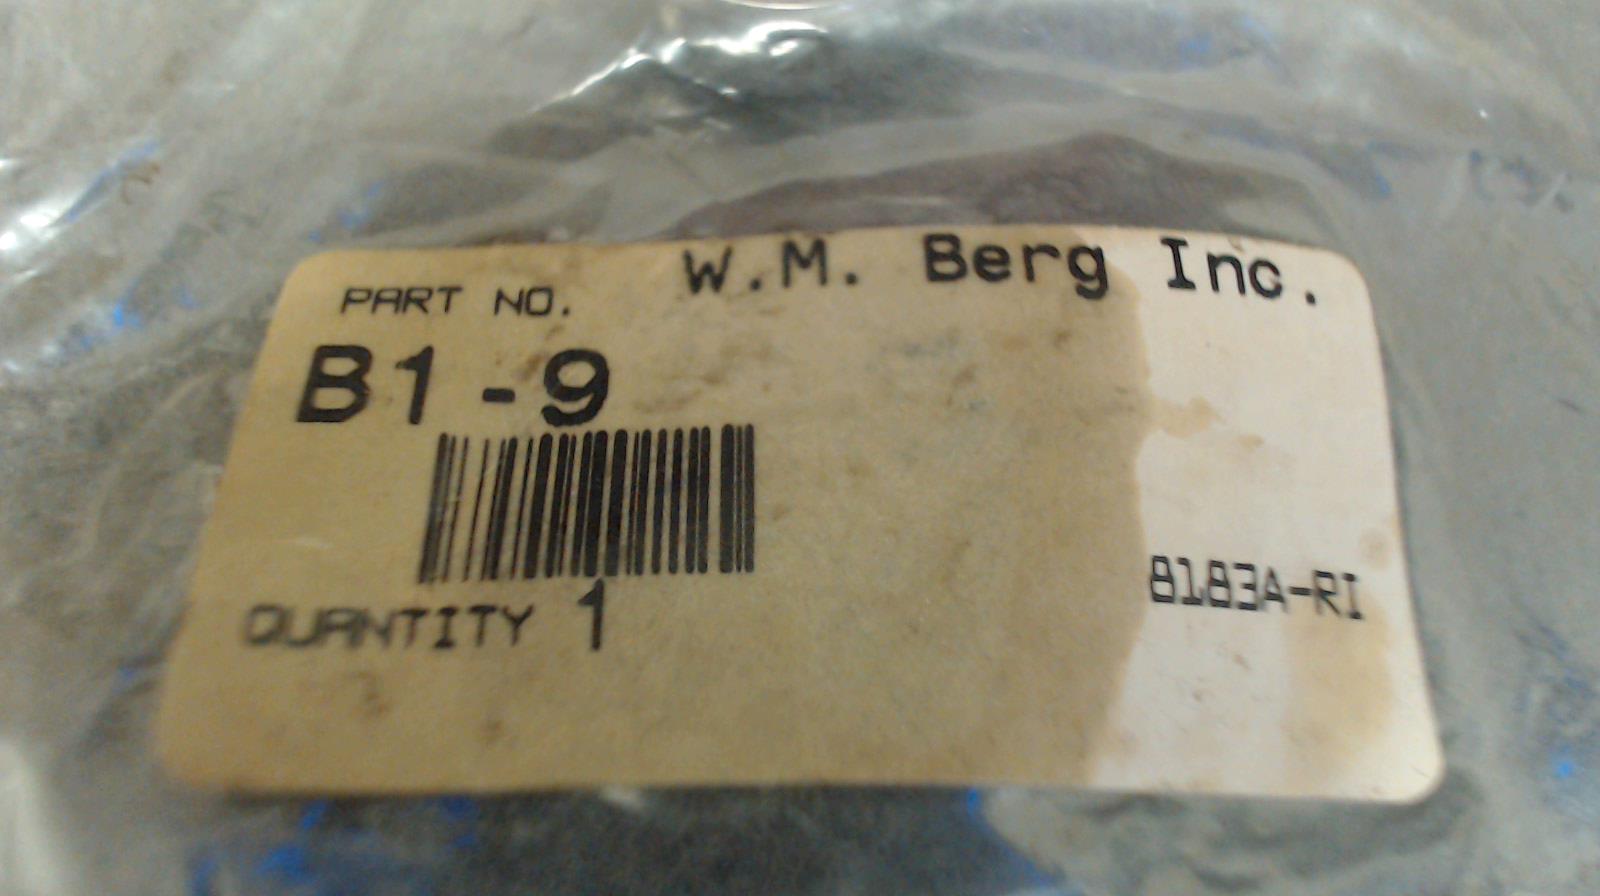 W.M. Berg Inc.
PART NO.
B1-9
QUANTITY 1
8183A-RI